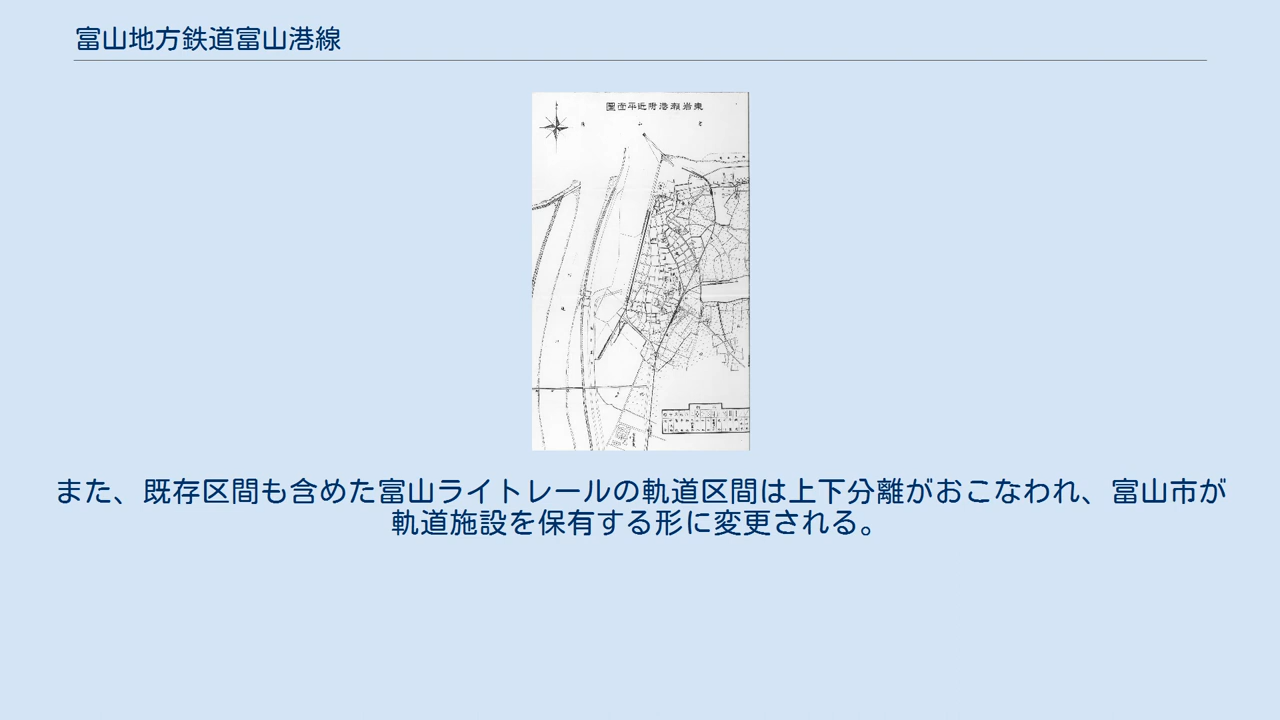 富山地方鉄道富山港線
圖面平近附港瀬岩東
また、既存区間も含めた富山ライトレールの軌道区間は上下分離がおこなわれ、富山市が
軌道施設を保有する形に変更される。